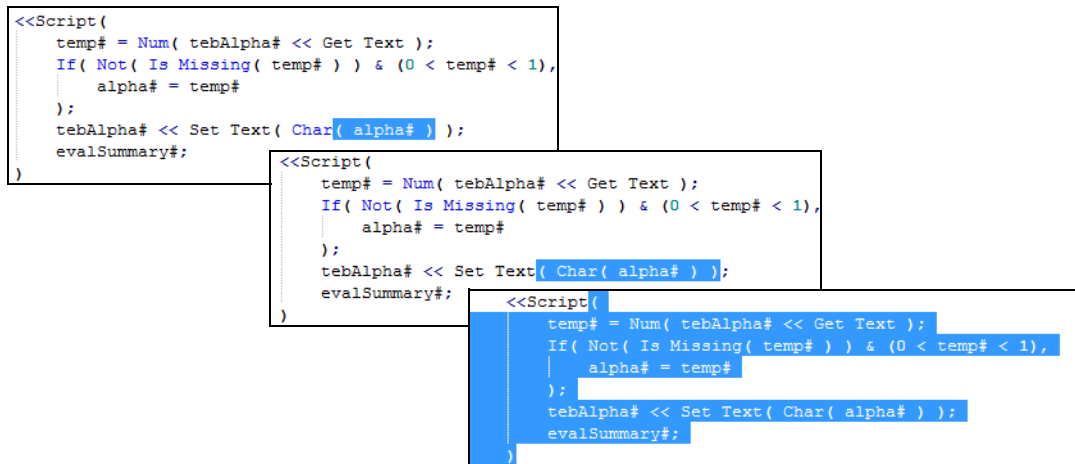 <<Script(
temp# = Num( tebAlpha# << Get Text );
If( Not( Is Missing( temp# ) ) & (0 < temp# < 1),
alpha# = temp#
);
tebAlpha# << Set Text( Char( alpha# ) );
evalSummary#;
)
<<Script(
temp# = Num( tebAlpha# << Get Text );
If( Not( Is Missing( temp# ) ) & (0 < temp# < 1),
alpha# = temp#
);
tebAlpha# << Set Text( Char( alpha# ) );
evalSummary#;
)
<<Script(
temp# = Num( tebAlpha# << Get Text );
If( Not( Is Missing( temp# ) ) & (0 < temp# < 1),
alpha# = temp#
);
tebAlpha# << Set Text( Char( alpha# ) );
evalSummary#;
)